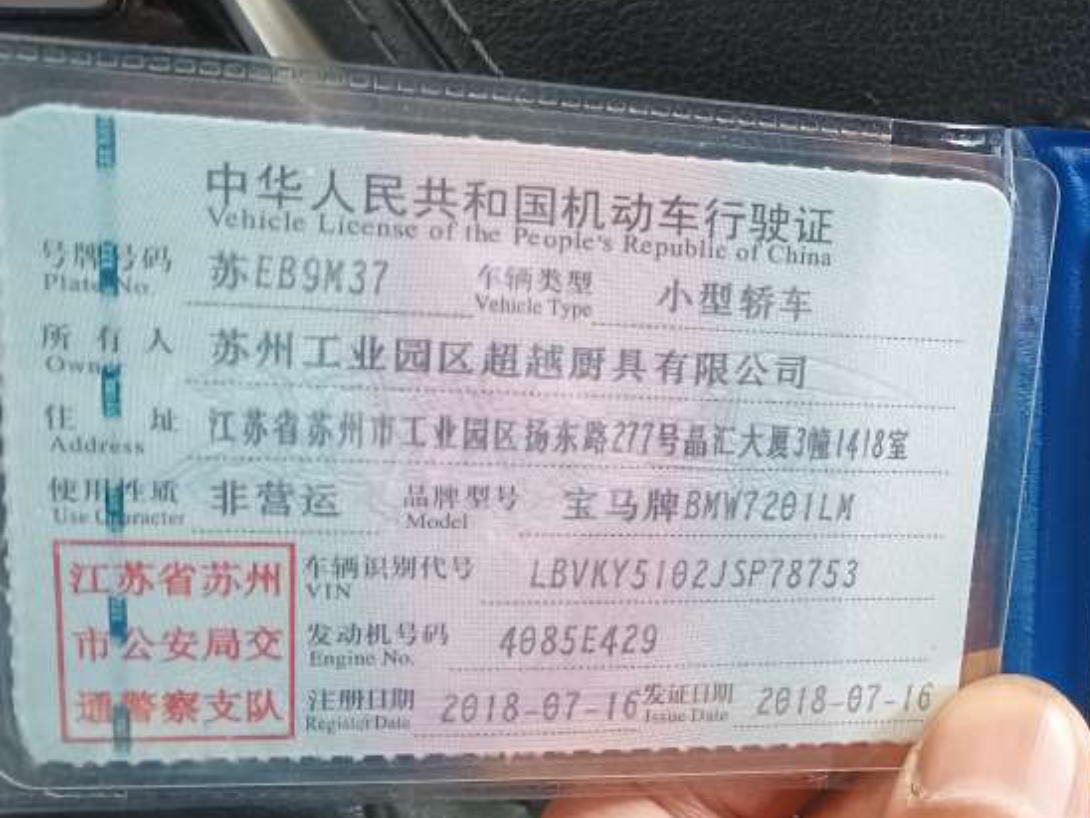 中华人民共和国机动车行驶证
Vehicle License of the People's Republic of China
号牌号码 苏EB9M37 车辆类型 小型轿车
Plate No. Vehicle Type
所有人 苏州工业园区超越厨具有限公司
Owner
住址 江苏省苏州市工业园区扬东路277号晶汇大厦3幢1418室
Address
使用性质 非营运 品牌型号 宝马牌BMW7201LM
Use Character Model
江苏省苏州 车辆识别代号 LBVKY5102JSP78753
VIN
市公安局交 发动机号码 4085E429
Engine No.
通警察支队 注册日期 2018-07-16 发证日期 2018-07-16
Register Date Issue Date